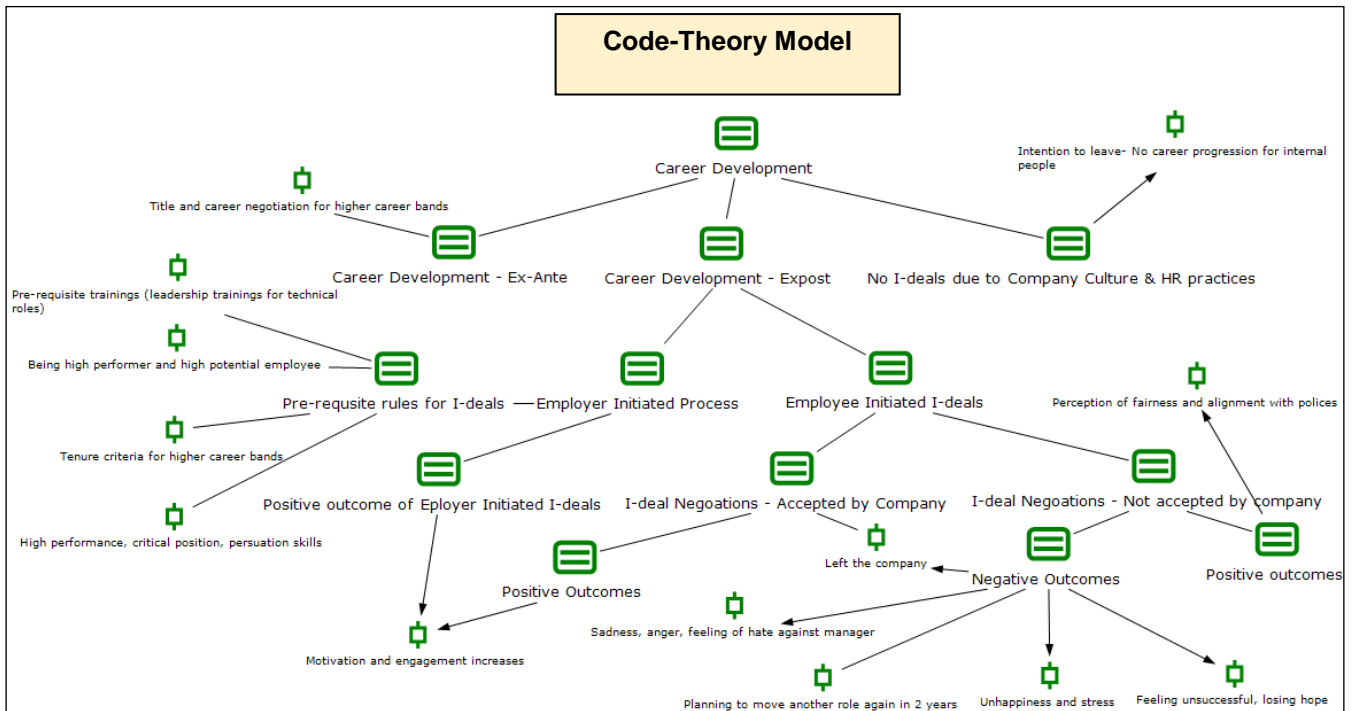 Code-Theory Model
Career Development
Intention to leave- No career progression for internal
people
Title and career negotiation for higher career bands
Career Development - Ex-Ante
Career Development - Expost
No I-deals due to Company Culture & HR practices
Pre-requisite trainings (leadership trainings for technical
roles)
Being high performer and high potential employee
Pre-requsite rules for I-deals
Employer Initiated Process
Employee Initiated I-deals
Perception of fairness and alignment with polices
Tenure criteria for higher career bands
Positive outcome of Eployer Initiated I-deals
I-deal Negoations - Accepted by Company
I-deal Negoations - Not accepted by company
High performance, critical position, persuation skills
Left the company
Positive Outcomes
Negative Outcomes
Positive outcomes
Sadness, anger, feeling of hate against manager
Motivation and engagement increases
Planning to move another role again in 2 years
Unhappiness and stress
Feeling unsuccessful, losing hope